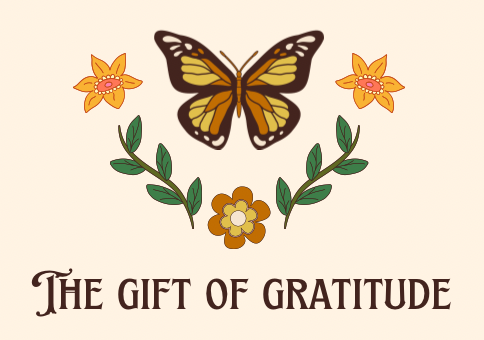 The gift of gratitude